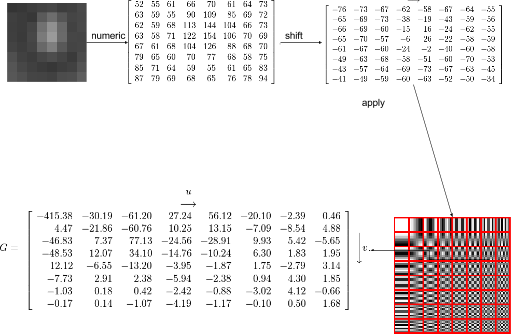 52 55 61 66 70 61 64 73
63 59 55 90 109 85 69 72
62 59 68 113 144 104 66 73
63 58 71 122 154 106 70 69
67 61 68 104 126 88 68 70
79 65 60 70 77 68 58 75
85 71 64 59 55 61 65 83
87 79 69 68 65 76 78 94
numeric
shift
−76 −73 −67 −62 −58 −67 −64 −55
−65 −69 −73 −38 −19 −43 −59 −56
−66 −69 −60 −15 16 −24 −62 −55
−65 −70 −57 −6 26 −22 −58 −59
−61 −67 −60 −24 −2 −40 −60 −58
−49 −63 −68 −58 −51 −60 −70 −53
−43 −57 −64 −69 −73 −67 −63 −45
−41 −49 −59 −60 −63 −52 −50 −34
apply
u
G =
−415.38 −30.19 −61.20 27.24 56.12 −20.10 −2.39 0.46
4.47 −21.86 −60.76 10.25 13.15 −7.09 −8.54 4.88
−46.83 7.37 77.13 −24.56 −28.91 9.93 5.42 −5.65
−48.53 12.07 34.10 −14.76 −10.24 6.30 1.83 1.95
12.12 −6.55 −13.20 −3.95 −1.87 1.75 −2.79 3.14
−7.73 2.91 2.38 −5.94 −2.38 0.94 4.30 1.85
−1.03 0.18 0.42 −2.42 −0.88 −3.02 4.12 −0.66
−0.17 0.14 −1.07 −4.19 −1.17 −0.10 0.50 1.68
v.